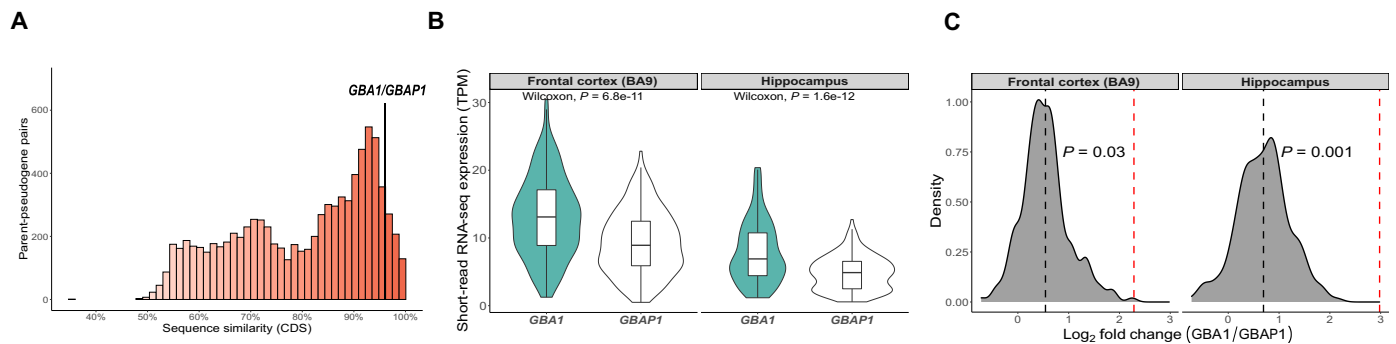 A
B
C
GBA1/GBAP1
Parent-pseudogene pairs
600
400
200
0
40%
50%
60%
70%
80%
90%
100%
Sequence similarity (CDS)
Frontal cortex (BA9)
Hippocampus
Wilcoxon, P = 6.8e-11
Wilcoxon, P = 1.6e-12
Short-read RNA-seq expression (TPM)
30
20
10
0
GBA1
GBAP1
GBA1
GBAP1
Frontal cortex (BA9)
Hippocampus
P = 0.03
P = 0.001
Density
1.00
0.75
0.50
0.25
0.00
0
1
2
3
0
1
2
3
Log2 fold change (GBA1/GBAP1)